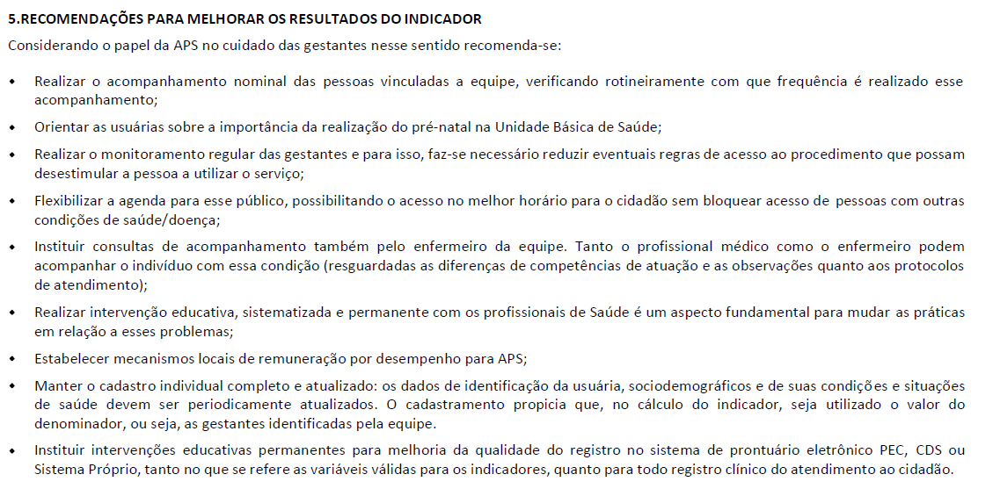 5.RECOMENDAÇÕES PARA MELHORAR OS RESULTADOS DO INDICADOR
Considerando o papel da APS no cuidado das gestantes nesse sentido recomenda-se:
• Realizar o acompanhamento nominal das pessoas vinculadas a equipe, verificando rotineiramente com que frequência é realizado esse
acompanhamento;
• Orientar as usuárias sobre a importância da realização do pré-natal na Unidade Básica de Saúde;
• Realizar o monitoramento regular das gestantes e para isso, faz-se necessário reduzir eventuais regras de acesso ao procedimento que possam
desestimular a pessoa a utilizar o serviço;
• Flexibilizar a agenda para esse público, possibilitando o acesso no melhor horário para o cidadão sem bloquear acesso de pessoas com outras
condições de saúde/doença;
• Instituir consultas de acompanhamento também pelo enfermeiro da equipe. Tanto o profissional médico como o enfermeiro podem
acompanhar o indivíduo com essa condição (resguardadas as diferenças de competências de atuação e as observações quanto aos protocolos
de atendimento);
• Realizar intervenção educativa, sistematizada e permanente com os profissionais de Saúde é um aspecto fundamental para mudar as práticas
em relação a esses problemas;
• Estabelecer mecanismos locais de remuneração por desempenho para APS;
• Manter o cadastro individual completo e atualizado: os dados de identificação da usuária, sociodemográficos e de suas condições e situações
de saúde devem ser periodicamente atualizados. O cadastramento propicia que, no cálculo do indicador, seja utilizado o valor do
denominador, ou seja, as gestantes identificadas pela equipe.
• Instituir intervenções educativas permanentes para melhoria da qualidade do registro no sistema de prontuário eletrônico PEC, CDS ou
Sistema Próprio, tanto no que se refere as variáveis válidas para os indicadores, quanto para todo registro clínico do atendimento ao cidadão.